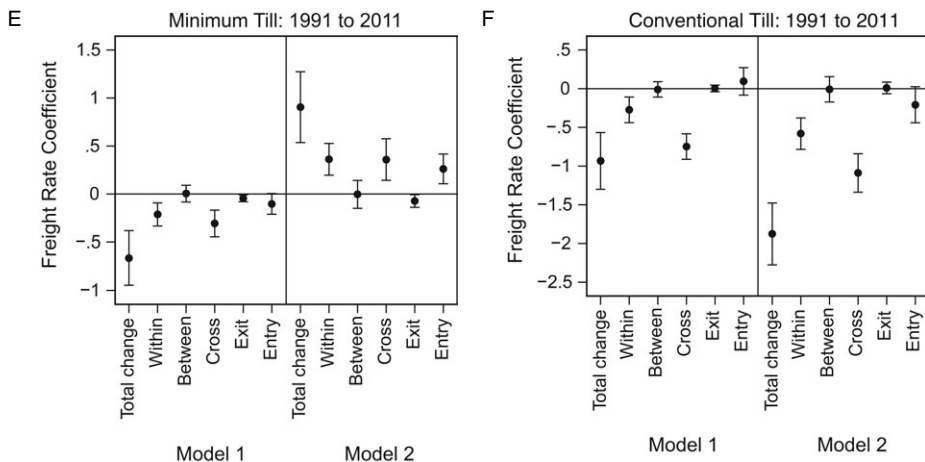 E
Minimum Till: 1991 to 2011
Freight Rate Coefficient
1.5
1
.5
0
−.5
−1
Total change
Within
Between
Cross
Exit
Entry
Total change
Within
Between
Cross
Exit
Entry
Model 1
Model 2
F
Conventional Till: 1991 to 2011
Freight Rate Coefficient
.5
0
−.5
−1
−1.5
−2
−2.5
Total change
Within
Between
Cross
Exit
Entry
Total change
Within
Between
Cross
Exit
Entry
Model 1
Model 2